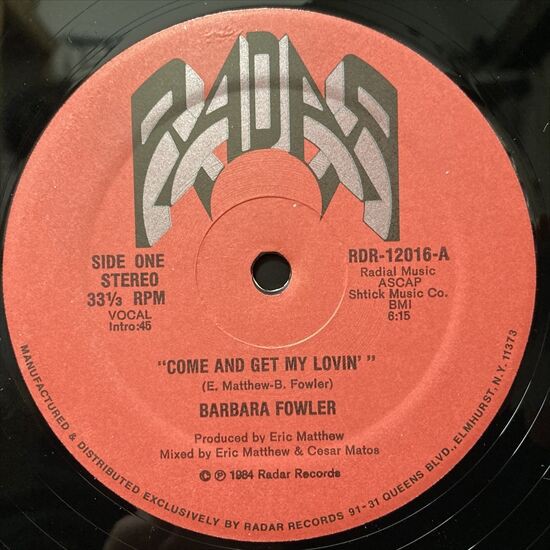 RADAR
SIDE ONE
STEREO
33⅓ RPM
VOCAL
Intro:45
RDR-12016-A
Radial Music
ASCAP
Shtick Music Co.
BMI
6:15
"COME AND GET MY LOVIN' "
(E. Matthew-B. Fowler)
BARBARA FOWLER
Produced by Eric Matthew
Mixed by Eric Matthew & Cesar Matos
© ℗ 1984 Radar Records
MANUFACTURED & DISTRIBUTED EXCLUSIVELY BY RADAR RECORDS 91-31 QUEENS BLVD., ELMHURST, N.Y. 11373